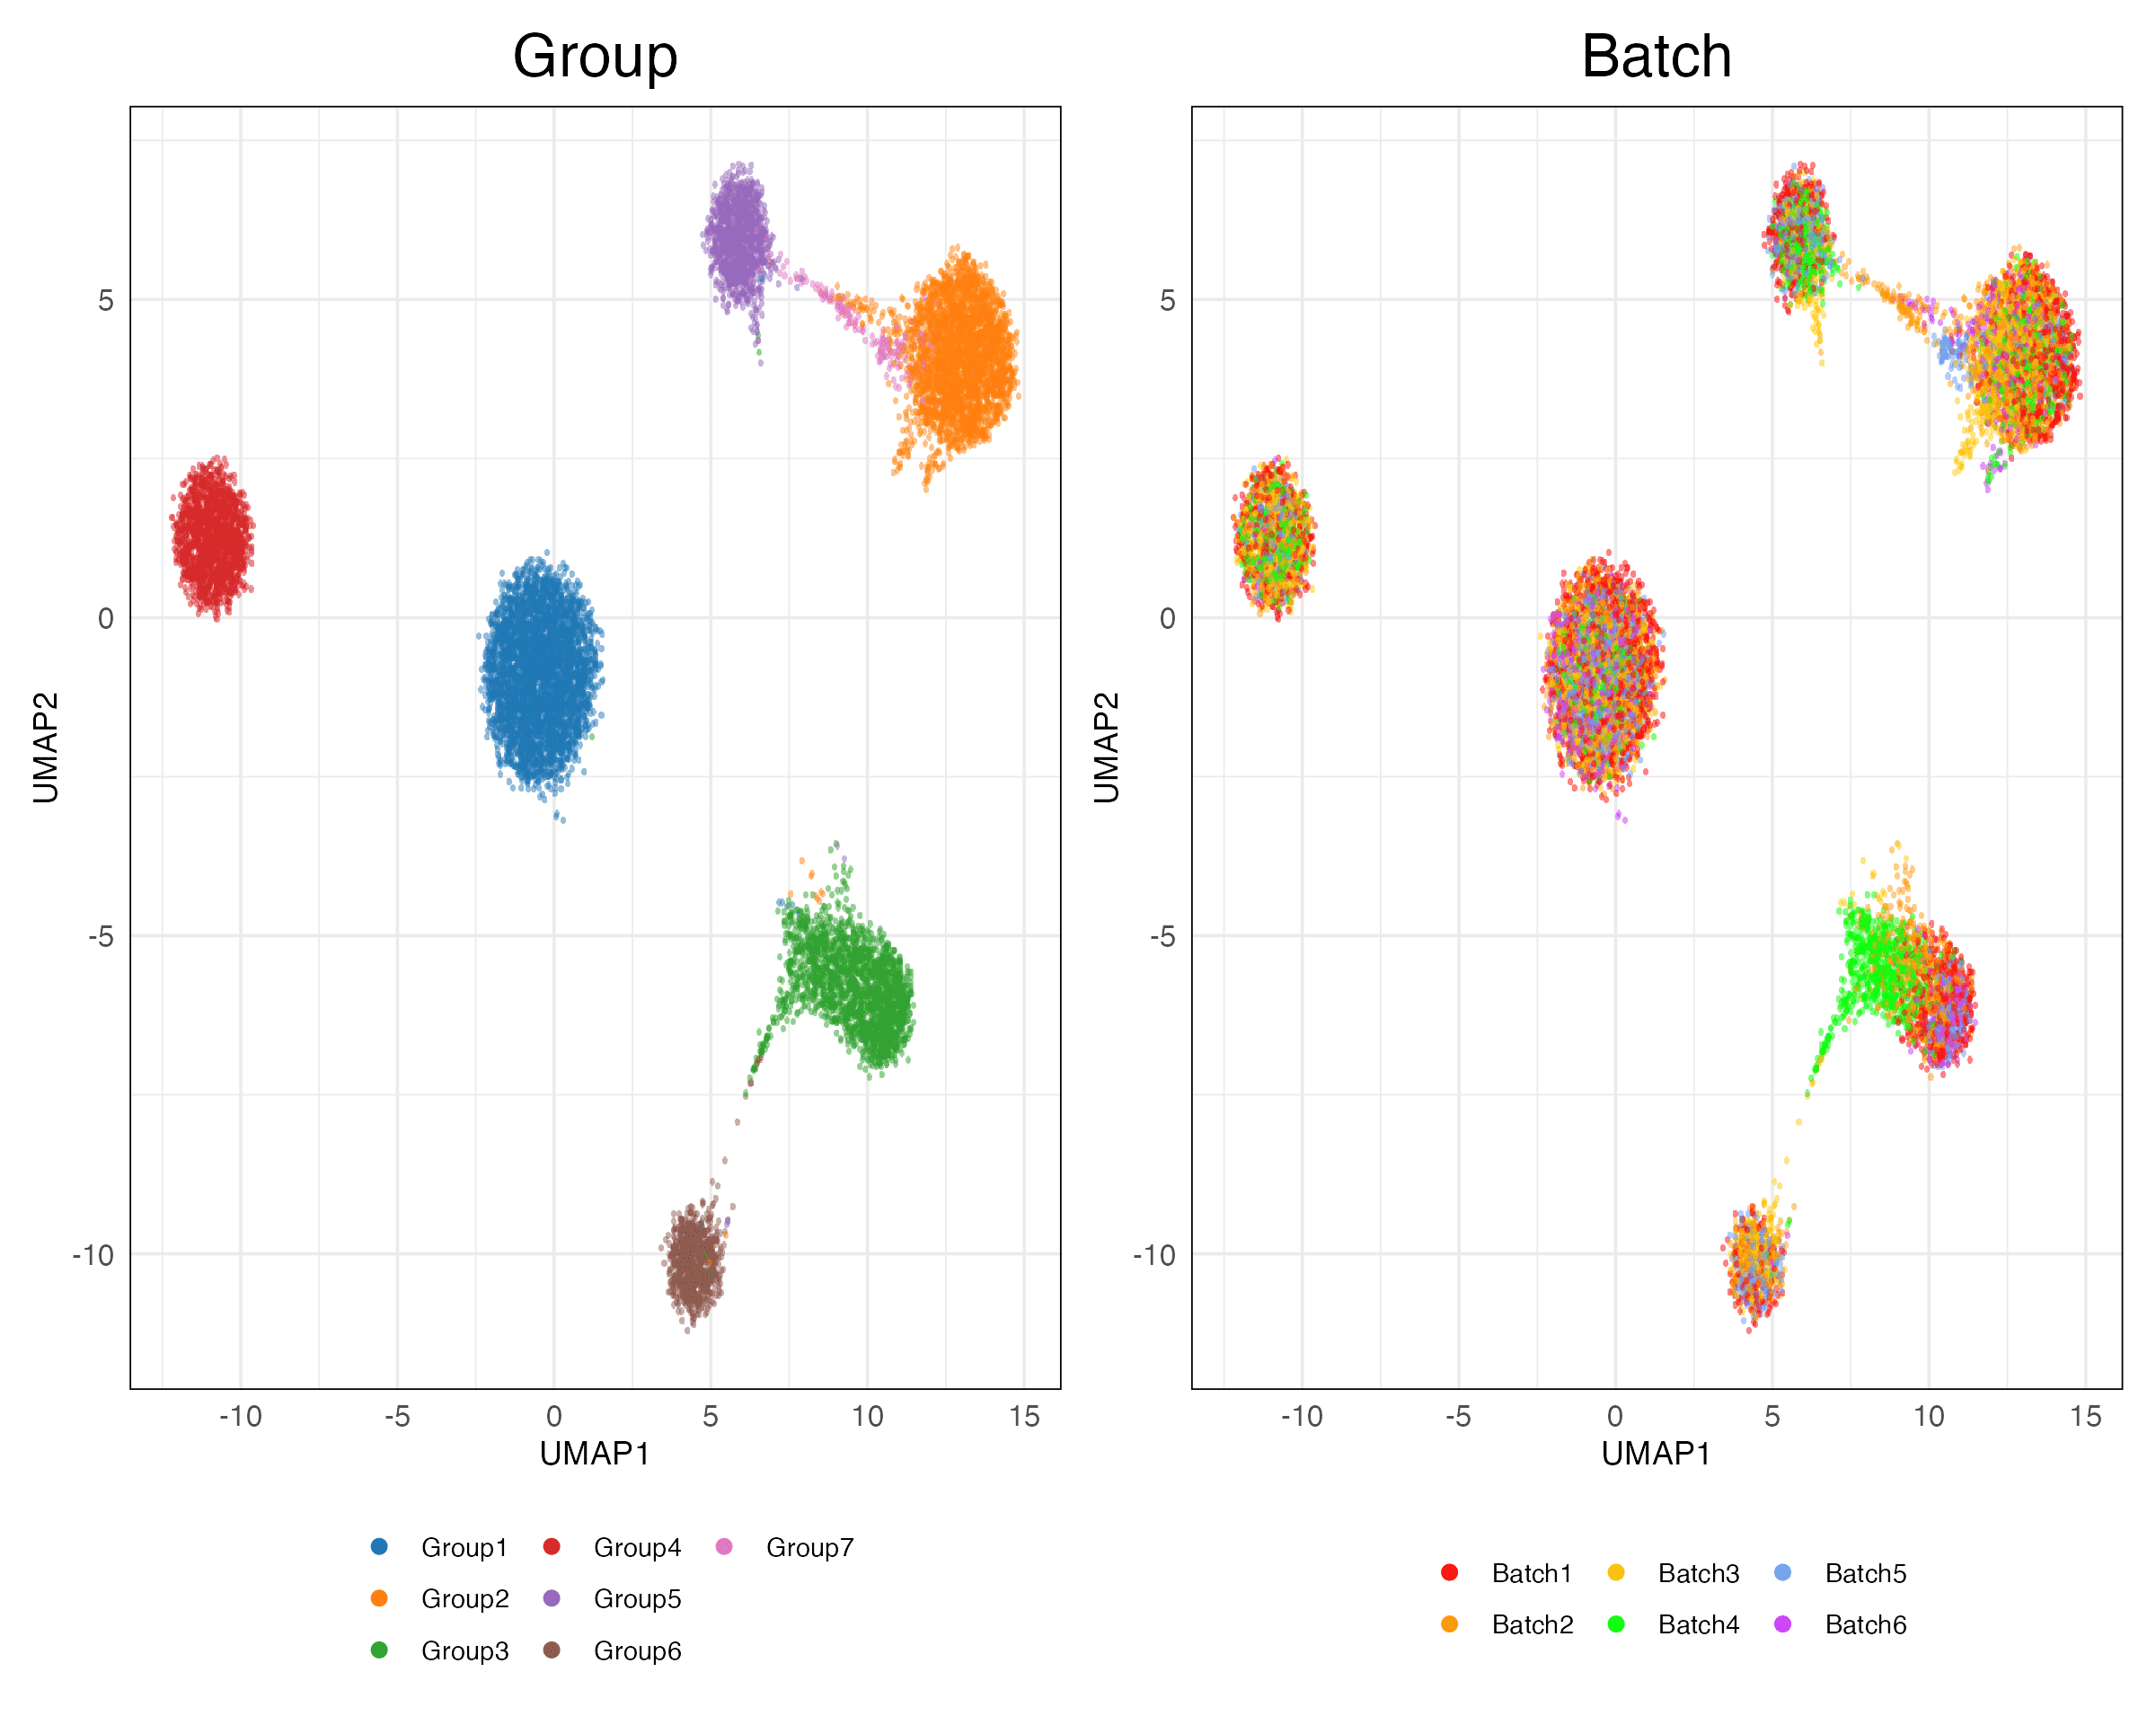 Group
Batch
5
0
-5
-10
UMAP2
-10 -5 0 5 10 15
UMAP1
5
0
-5
-10
UMAP2
-10 -5 0 5 10 15
UMAP1
Group1 Group4 Group7
Group2 Group5
Group3 Group6
Batch1 Batch3 Batch5
Batch2 Batch4 Batch6